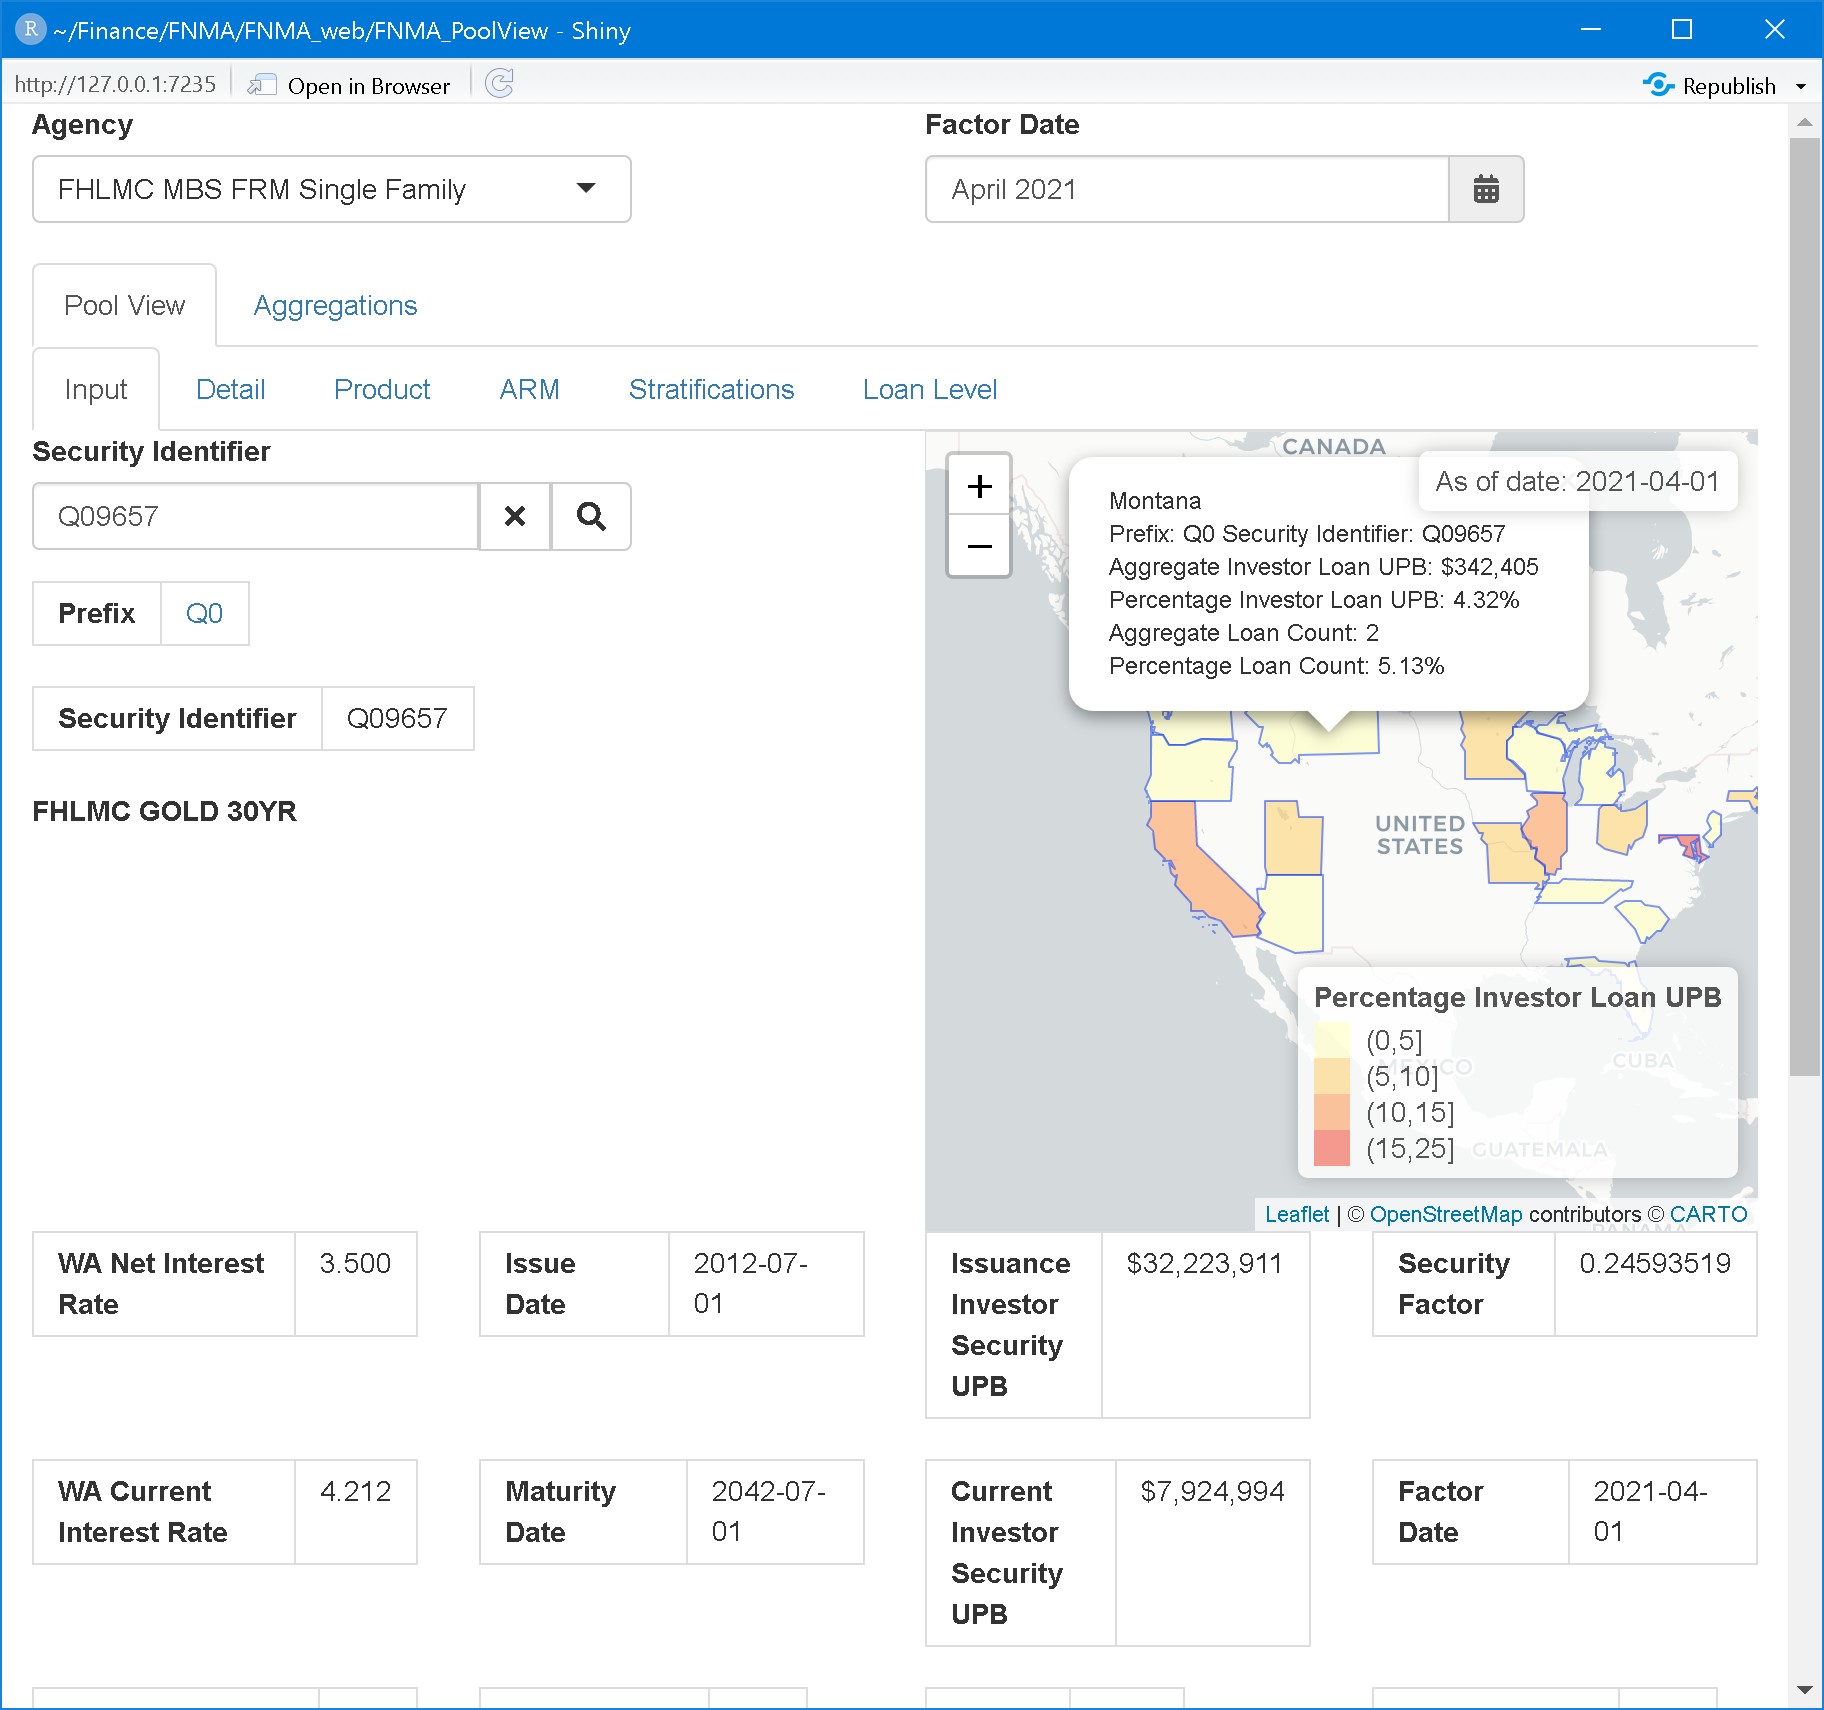 R ~/Finance/FNMA/FNMA_web/FNMA_PoolView - Shiny
http://127.0.0.1:7235 Open in Browser Republish
Agency
FHLMC MBS FRM Single Family
Factor Date
April 2021
Pool View Aggregations
Input Detail Product ARM Stratifications Loan Level
Security Identifier
Q09657
Prefix Q0
Security Identifier Q09657
FHLMC GOLD 30YR
+
−
CANADA
As of date: 2021-04-01
Montana
Prefix: Q0 Security Identifier: Q09657
Aggregate Investor Loan UPB: $342,405
Percentage Investor Loan UPB: 4.32%
Aggregate Loan Count: 2
Percentage Loan Count: 5.13%
UNITED
STATES
Percentage Investor Loan UPB
(0,5]
(5,10]
(10,15]
(15,25]
MEXICO
CUBA
GUATEMALA
PANAMA
Leaflet | © OpenStreetMap contributors © CARTO
WA Net Interest
Rate
3.500
Issue
Date
2012-07-
01
Issuance
Investor
Security
UPB
$32,223,911
Security
Factor
0.24593519
WA Current
Interest Rate
4.212
Maturity
Date
2042-07-
01
Current
Investor
Security
UPB
$7,924,994
Factor
Date
2021-04-
01